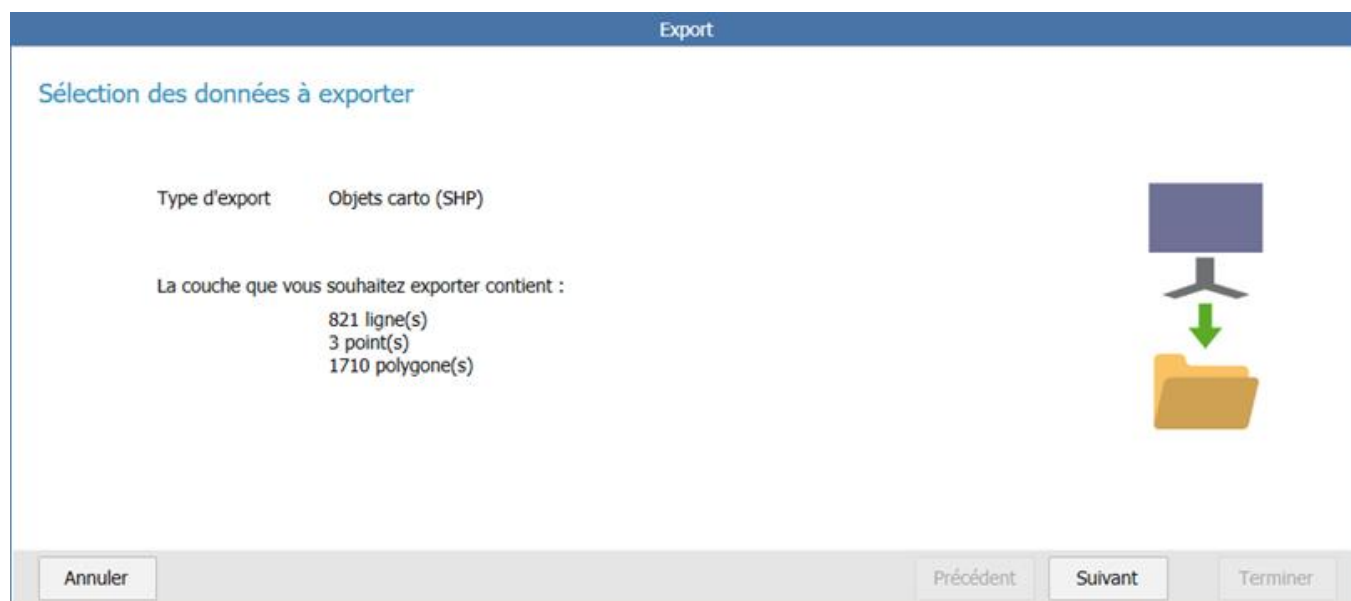 Export
Sélection des données à exporter
Type d'export Objets carto (SHP)
La couche que vous souhaitez exporter contient :
821 ligne(s)
3 point(s)
1710 polygone(s)
Annuler Précédent Suivant Terminer